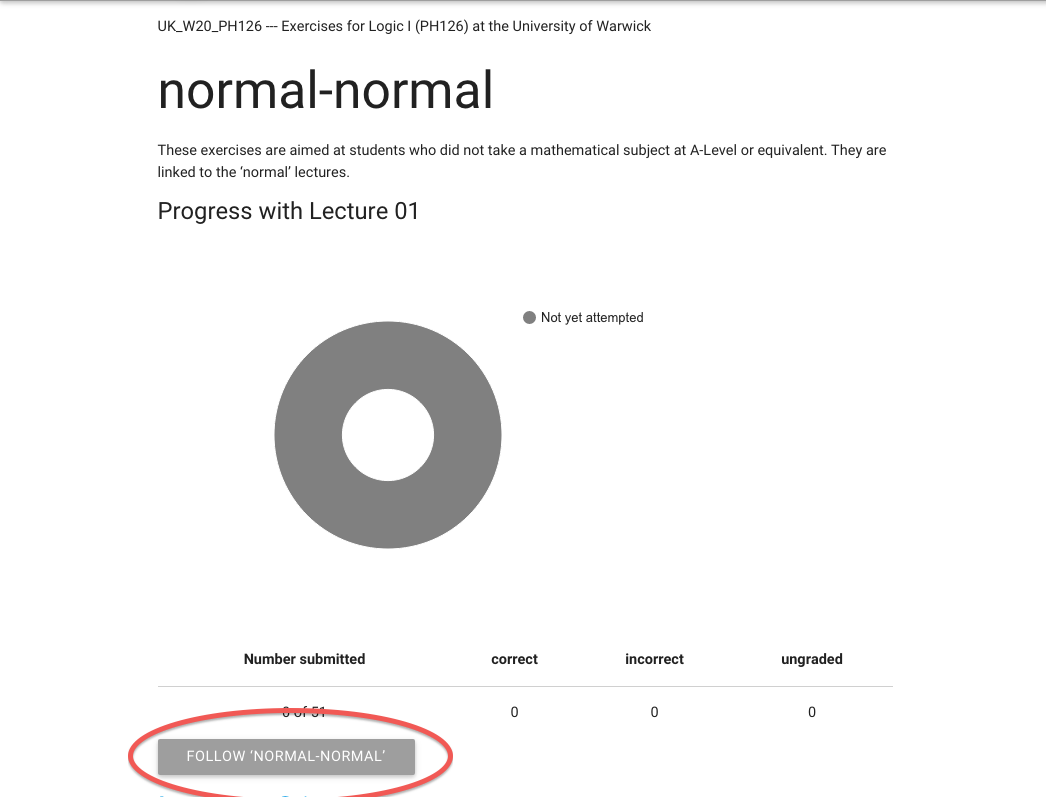 UK_W20_PH126 --- Exercises for Logic I (PH126) at the University of Warwick
normal-normal
These exercises are aimed at students who did not take a mathematical subject at A-Level or equivalent. They are
linked to the ‘normal’ lectures.
Progress with Lecture 01
Not yet attempted
Number submitted correct incorrect ungraded
0 of 51 0 0 0
FOLLOW ‘NORMAL-NORMAL’